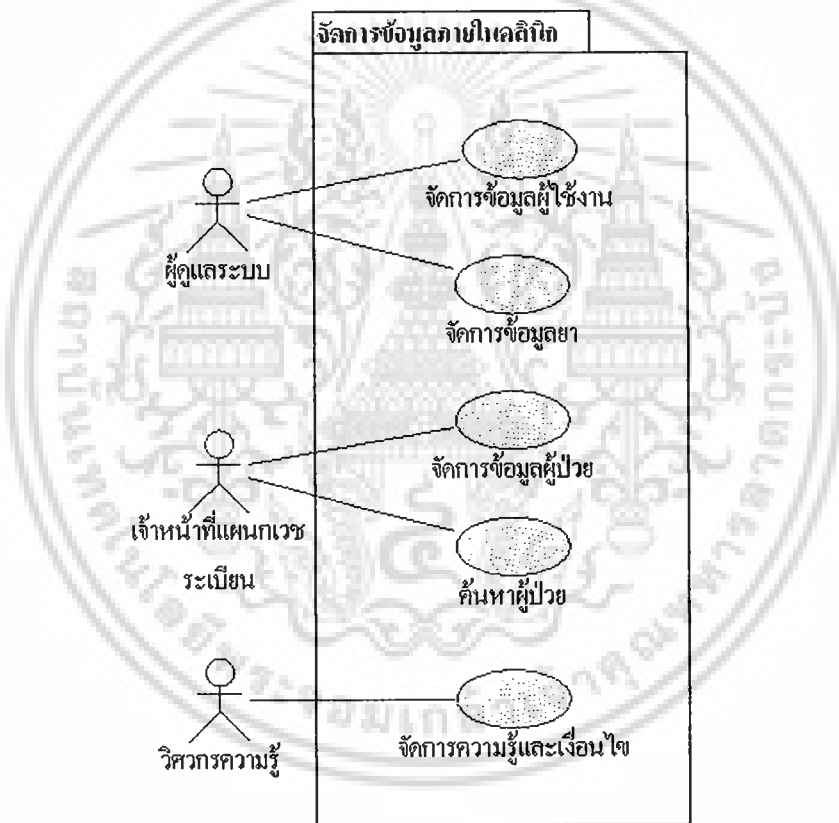 จัดการข้อมูลภายในคลินิก
จัดการข้อมูลผู้ใช้งาน
ผู้ดูแลระบบ
จัดการข้อมูลยา
จัดการข้อมูลผู้ป่วย
เจ้าหน้าที่แผนกเวช
ระเบียน
ค้นหาผู้ป่วย
จัดการความรู้และเงื่อนไข
วิศวกรความรู้